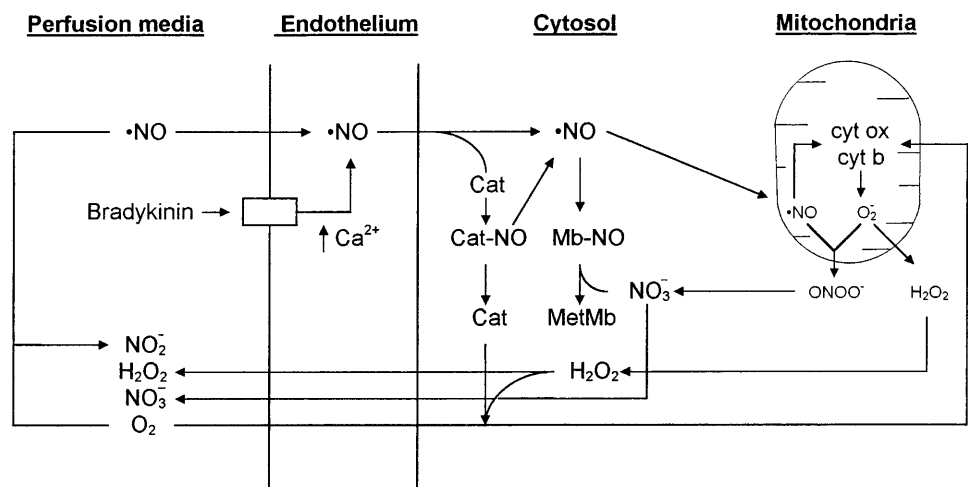 Perfusion media Endothelium Cytosol Mitochondria
cyt ox
•NO •NO •NO cyt b
Cat
Bradykinin •NO O₂⁻
Ca²⁺ Cat-NO Mb-NO
NO₃⁻ ONOO⁻ H₂O₂
Cat MetMb
NO₂⁻
H₂O₂ H₂O₂
NO₃⁻
O₂